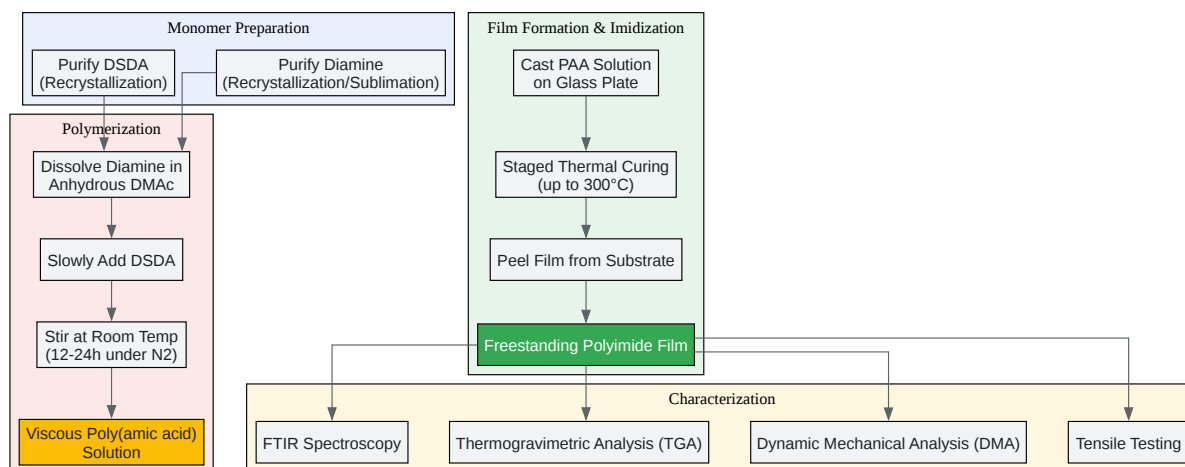 Monomer Preparation
Purify DSDA
(Recrystallization)
Purify Diamine
(Recrystallization/Sublimation)
Polymerization
Dissolve Diamine in
Anhydrous DMAc
Slowly Add DSDA
Stir at Room Temp
(12-24h under N2)
Viscous Poly(amic acid)
Solution
Film Formation & Imidization
Cast PAA Solution
on Glass Plate
Staged Thermal Curing
(up to 300°C)
Peel Film from Substrate
Freestanding Polyimide Film
Characterization
FTIR Spectroscopy
Thermogravimetric Analysis (TGA)
Dynamic Mechanical Analysis (DMA)
Tensile Testing